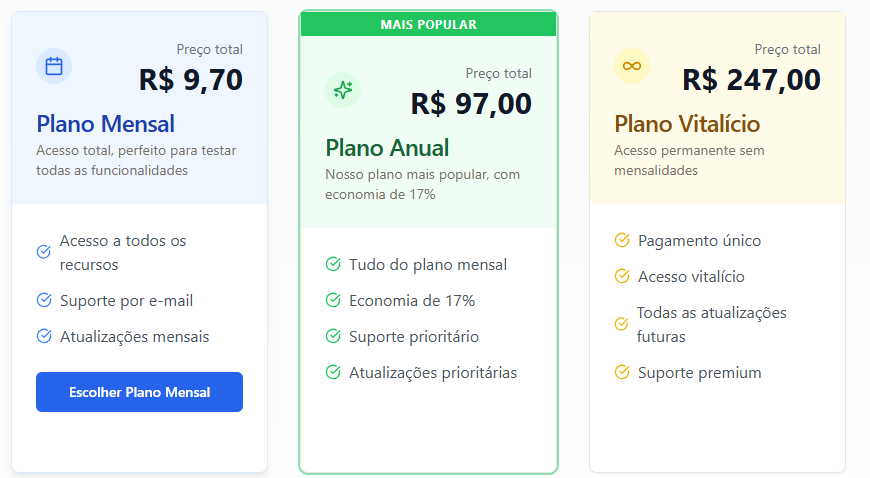 Preço total
R$ 9,70
Plano Mensal
Acesso total, perfeito para testar
todas as funcionalidades
Acesso a todos os
recursos
Suporte por e-mail
Atualizações mensais
Escolher Plano Mensal
MAIS POPULAR
Preço total
R$ 97,00
Plano Anual
Nosso plano mais popular, com
economia de 17%
Tudo do plano mensal
Economia de 17%
Suporte prioritário
Atualizações prioritárias
Preço total
R$ 247,00
Plano Vitalício
Acesso permanente sem
mensalidades
Pagamento único
Acesso vitalício
Todas as atualizações
futuras
Suporte premium